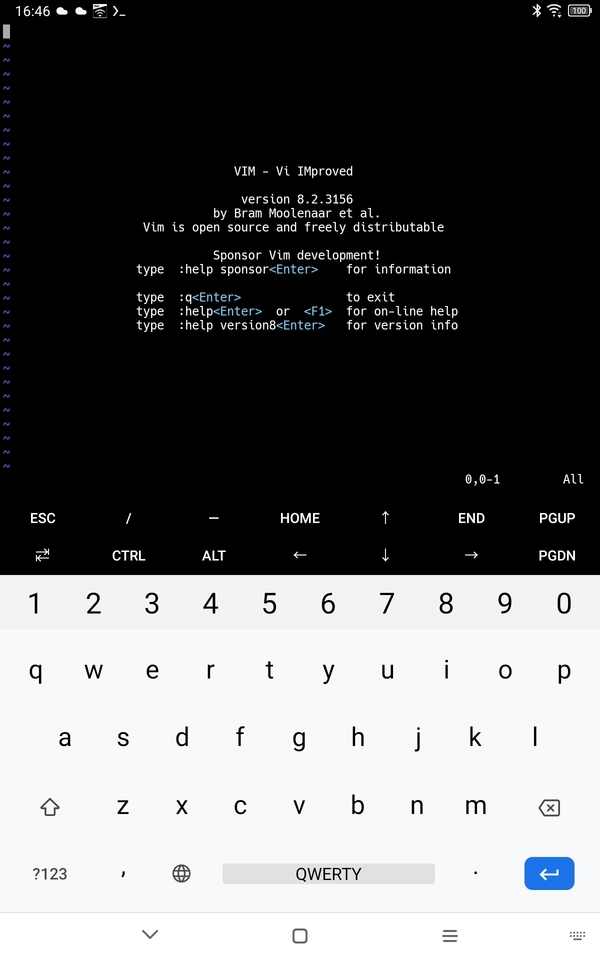 16:46
100
~
~
~
~
~
~
~
~
~
~ VIM - Vi IMproved
~
~ version 8.2.3156
~ by Bram Moolenaar et al.
~ Vim is open source and freely distributable
~
~ Sponsor Vim development!
~ type :help sponsor<Enter> for information
~
~ type :q<Enter> to exit
~ type :help<Enter> or <F1> for on-line help
~ type :help version8<Enter> for version info
~
~
~
~
~
~
~
~
~
~
0,0-1 All
ESC / — HOME ↑ END PGUP
⇄ CTRL ALT ← ↓ → PGDN
1 2 3 4 5 6 7 8 9 0
q w e r t y u i o p
a s d f g h j k l
z x c v b n m
?123 , QWERTY .